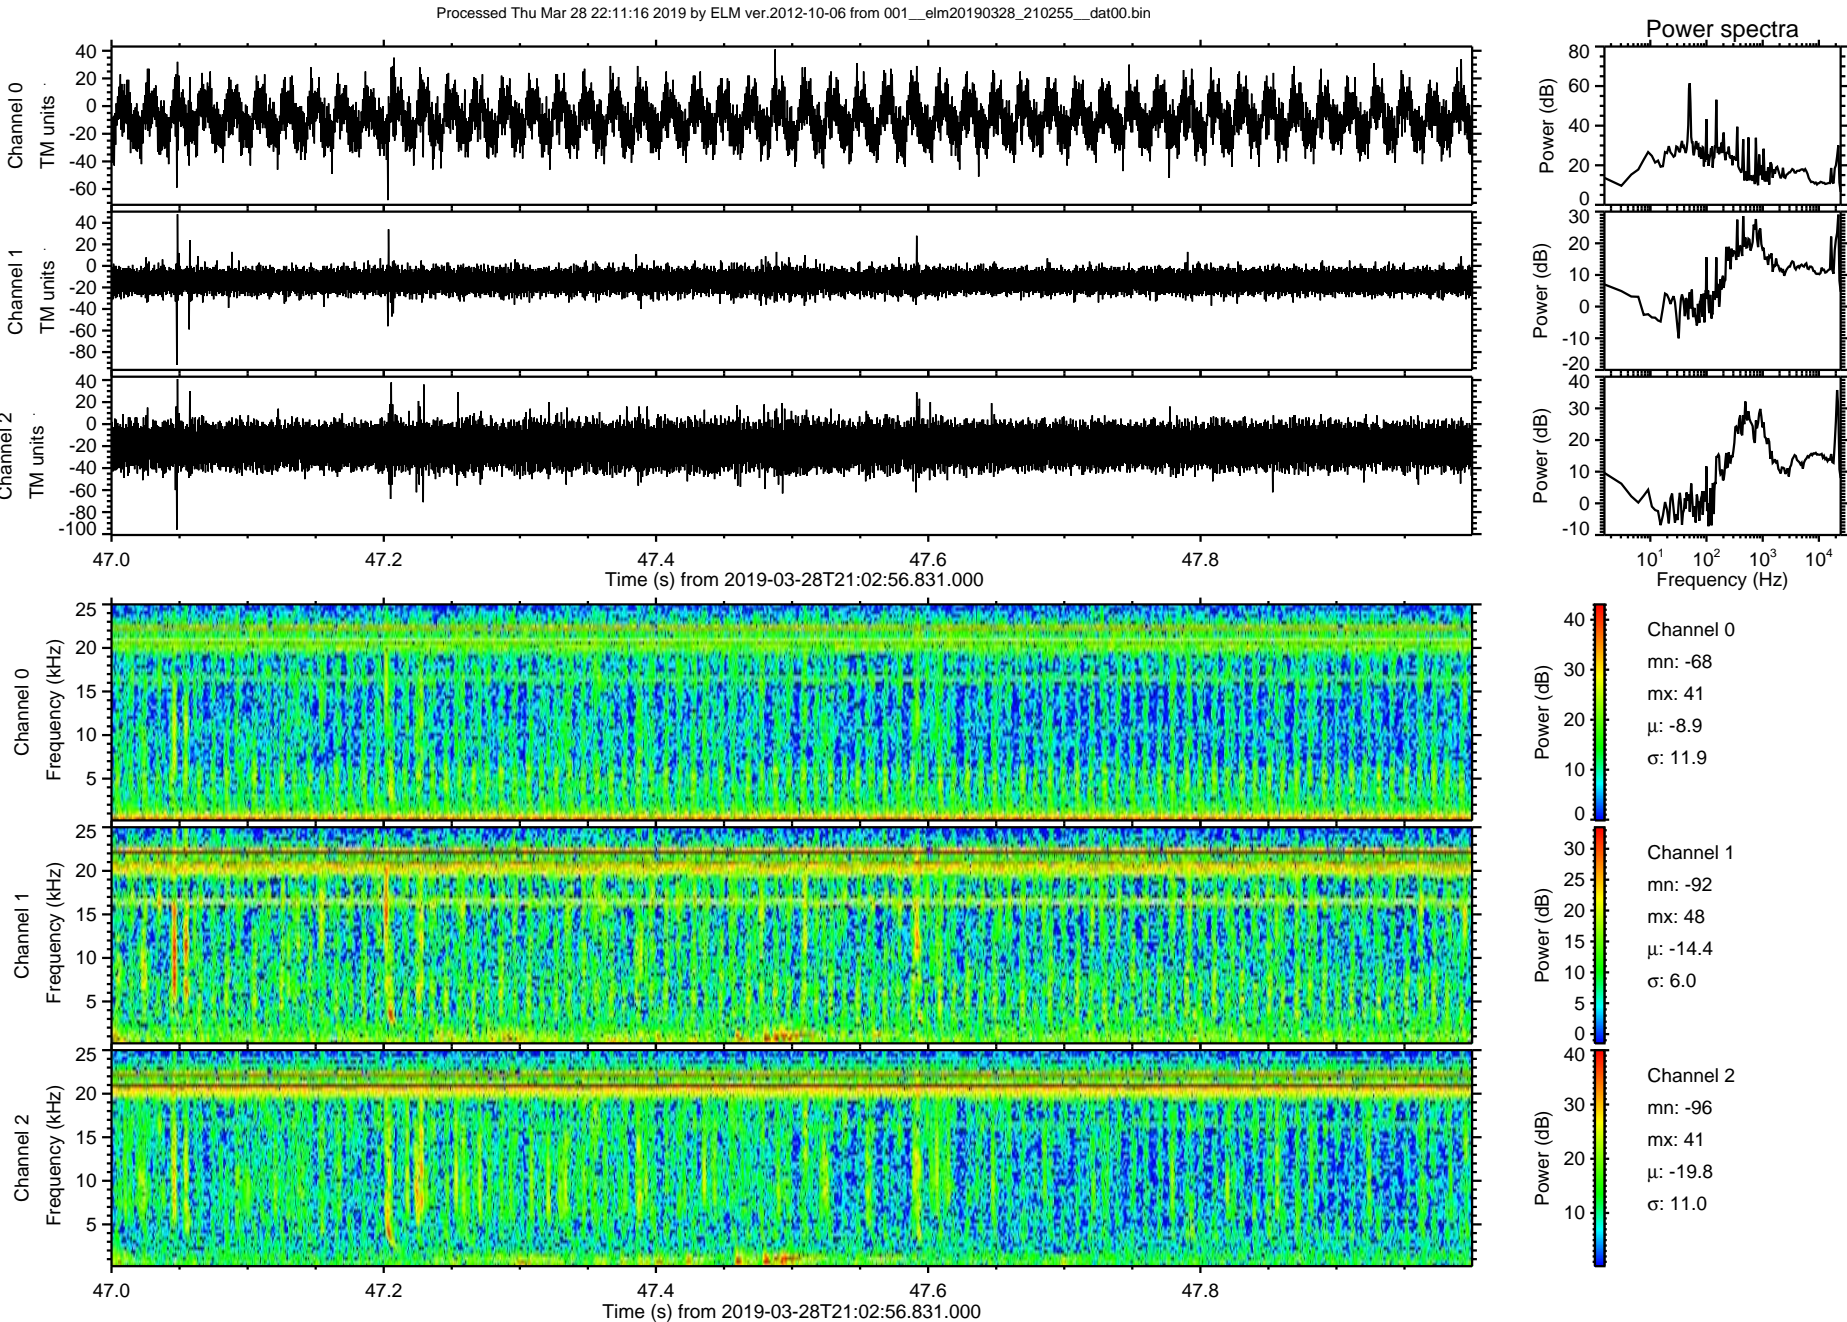 Processed Thu Mar 28 22:11:16 2019 by ELM ver.2012-10-06 from 001__elm20190328_210255__dat00.bin
Power spectra
Channel 0
TM units
40
20
0
-20
-40
-60
Power (dB)
80
60
40
20
0
Channel 1
TM units
40
20
0
-20
-40
-60
-80
Power (dB)
30
20
10
0
-10
-20
Channel 2
TM units
40
20
0
-20
-40
-60
-80
-100
Power (dB)
40
30
20
10
0
-10
47.0 47.2 47.4 47.6 47.8
Time (s) from 2019-03-28T21:02:56.831.000
10^1 10^2 10^3 10^4
Frequency (Hz)
Channel 0
Frequency (kHz)
25
20
15
10
5
Power (dB)
40
30
20
10
0
Channel 0
mn: -68
mx: 41
μ: -8.9
σ: 11.9
Channel 1
Frequency (kHz)
25
20
15
10
5
Power (dB)
30
25
20
15
10
5
0
Channel 1
mn: -92
mx: 48
μ: -14.4
σ: 6.0
Channel 2
Frequency (kHz)
25
20
15
10
5
Power (dB)
40
30
20
10
Channel 2
mn: -96
mx: 41
μ: -19.8
σ: 11.0
47.0 47.2 47.4 47.6 47.8
Time (s) from 2019-03-28T21:02:56.831.000